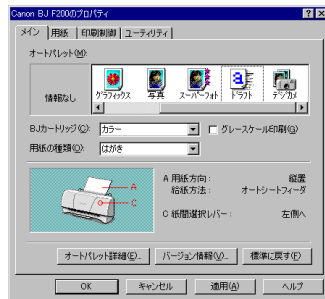 Canon BJ F200のプロパティ
メイン 用紙 印刷制御 ユーティリティ
オートパレット(M):
情報なし グラフィックス 写真 スーパーフォト ドラフト デジカメ
BJカートリッジ(C): カラー グレースケール印刷(G)
用紙の種類(O): はがき
A
C
A 用紙方向: 縦置
給紙方法: オートシートフィーダ
C 紙間選択レバー: 左側へ
オートパレット詳細(E)... バージョン情報(V)... 標準に戻す(F)
OK キャンセル 適用(A) ヘルプ